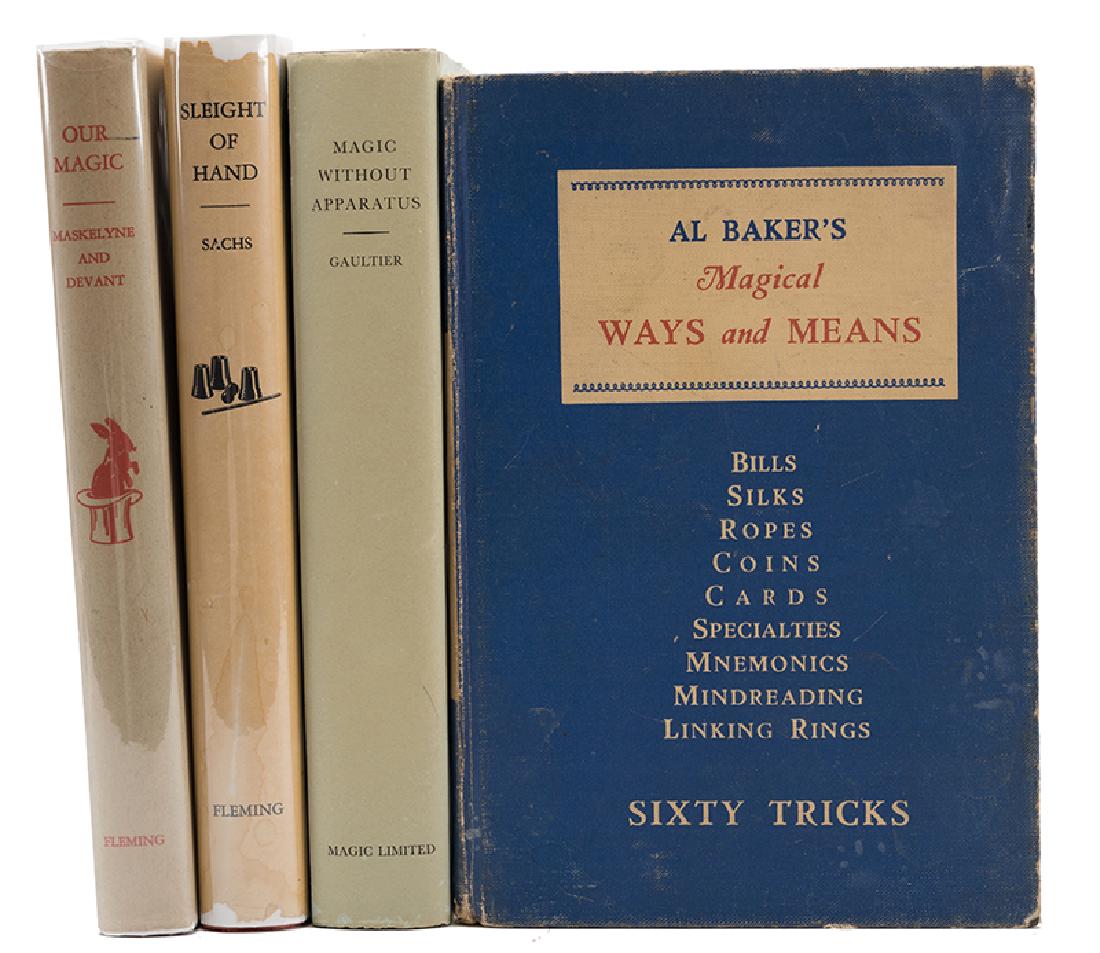 OUR
MAGIC
MASKELYNE
AND
DEVANT
FLEMING
SLEIGHT
OF
HAND
SACHS
FLEMING
MAGIC
WITHOUT
APPARATUS
GAULTIER
MAGIC LIMITED
AL BAKER'S
Magical
WAYS and MEANS
BILLS
SILKS
ROPES
COINS
CARDS
SPECIALTIES
MNEMONICS
MINDREADING
LINKING RINGS
SIXTY TRICKS